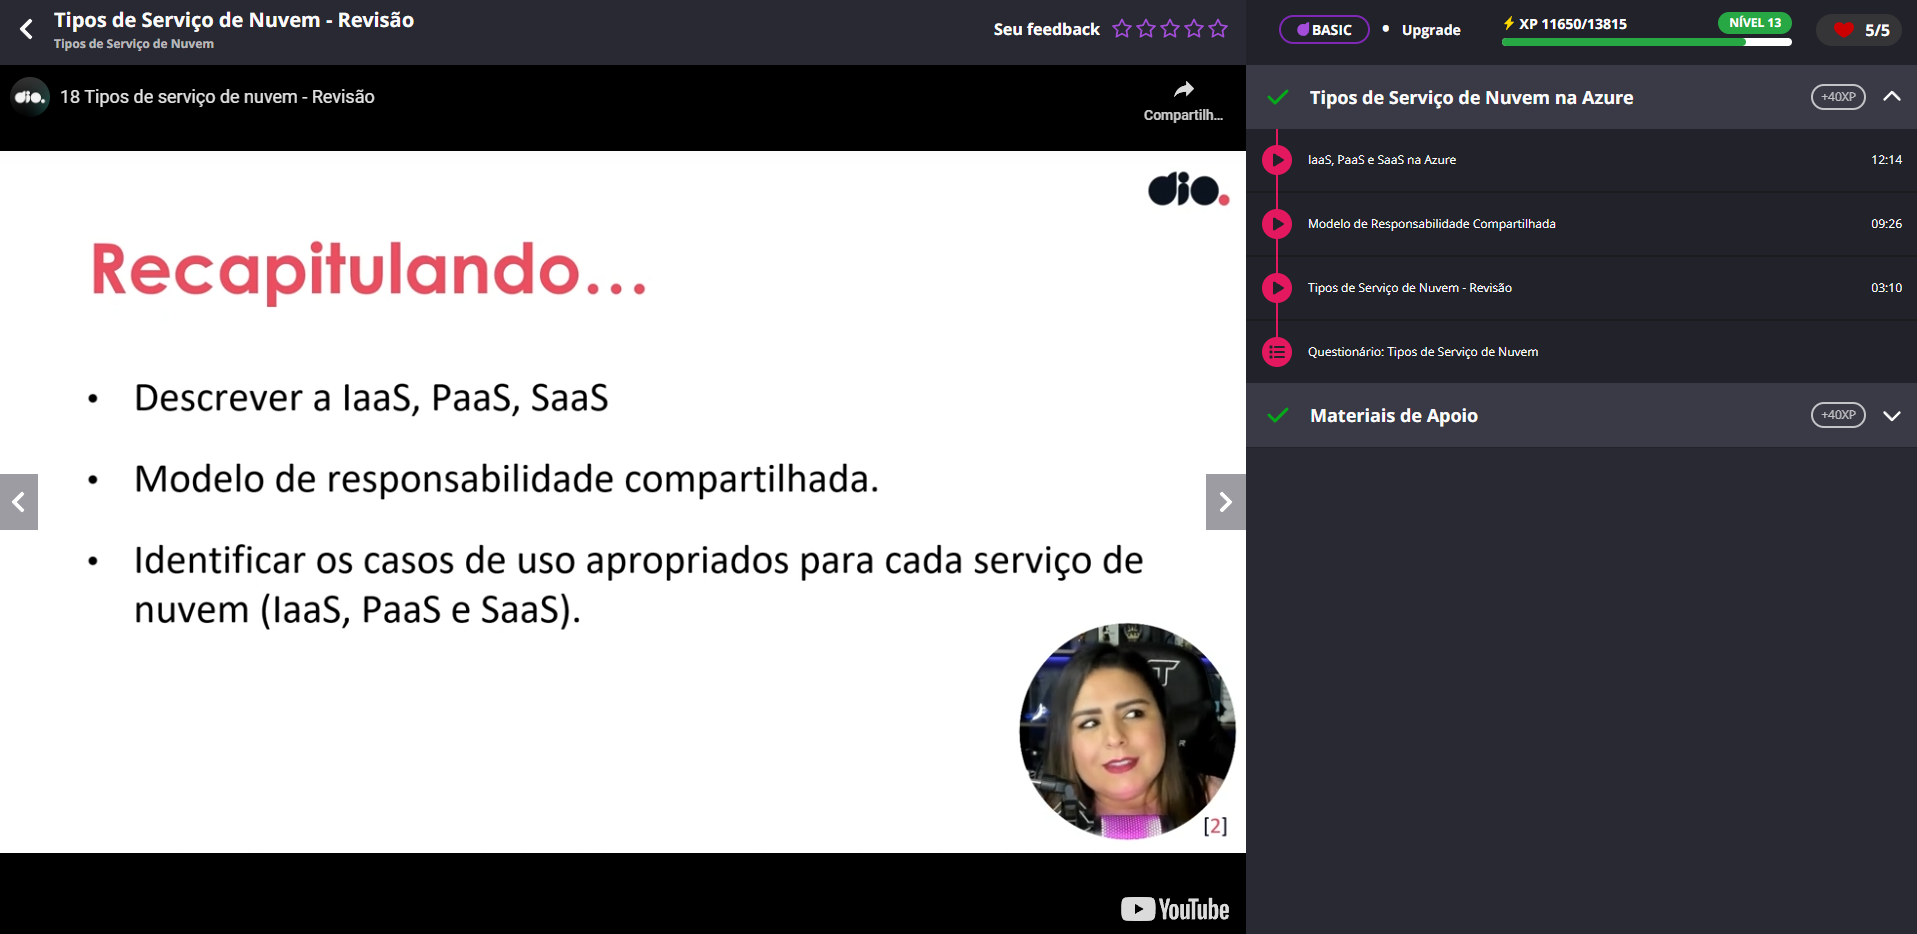 Tipos de Serviço de Nuvem - Revisão
Tipos de Serviço de Nuvem
Seu feedback
BASIC
•
Upgrade
XP 11650/13815
NÍVEL 13
5/5
dio.
18 Tipos de serviço de nuvem - Revisão
Compartilh...
dio.
Recapitulando...
• Descrever a IaaS, PaaS, SaaS
• Modelo de responsabilidade compartilhada.
• Identificar os casos de uso apropriados para cada serviço de
nuvem (IaaS, PaaS e SaaS).
[2]
YouTube
Tipos de Serviço de Nuvem na Azure
+40XP
IaaS, PaaS e SaaS na Azure
12:14
Modelo de Responsabilidade Compartilhada
09:26
Tipos de Serviço de Nuvem - Revisão
03:10
Questionário: Tipos de Serviço de Nuvem
Materiais de Apoio
+40XP